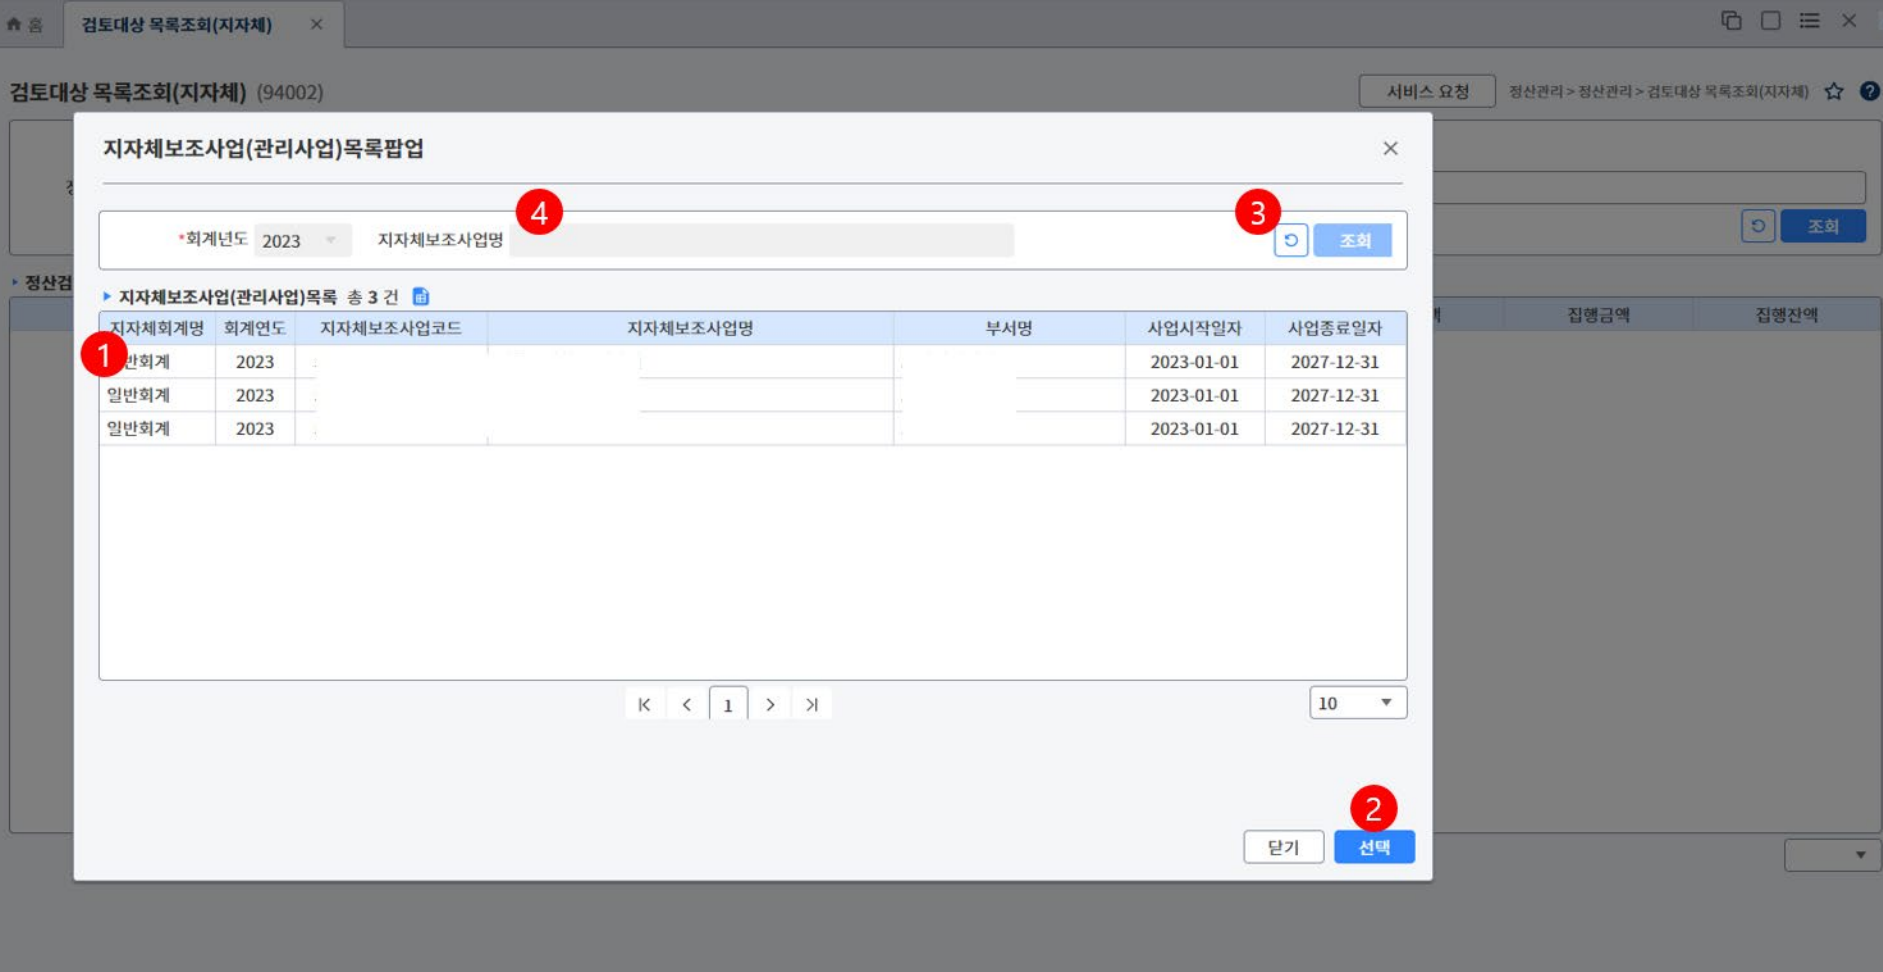 홈 검토대상 목록조회(지자체)
검토대상 목록조회(지자체) (94002) 서비스 요청 정산관리 > 정산관리 > 검토대상 목록조회(지자체)
지자체보조사업(관리사업)목록팝업
4 3
*회계년도 2023 지자체보조사업명 조회
조회
정산검
지자체보조사업(관리사업)목록 총 3 건
지자체회계명 회계연도 지자체보조사업코드 지자체보조사업명 부서명 사업시작일자 사업종료일자
집행금액 집행잔액
1
반회계 2023 2023-01-01 2027-12-31
일반회계 2023 2023-01-01 2027-12-31
일반회계 2023 2023-01-01 2027-12-31
1 10
2
닫기 선택